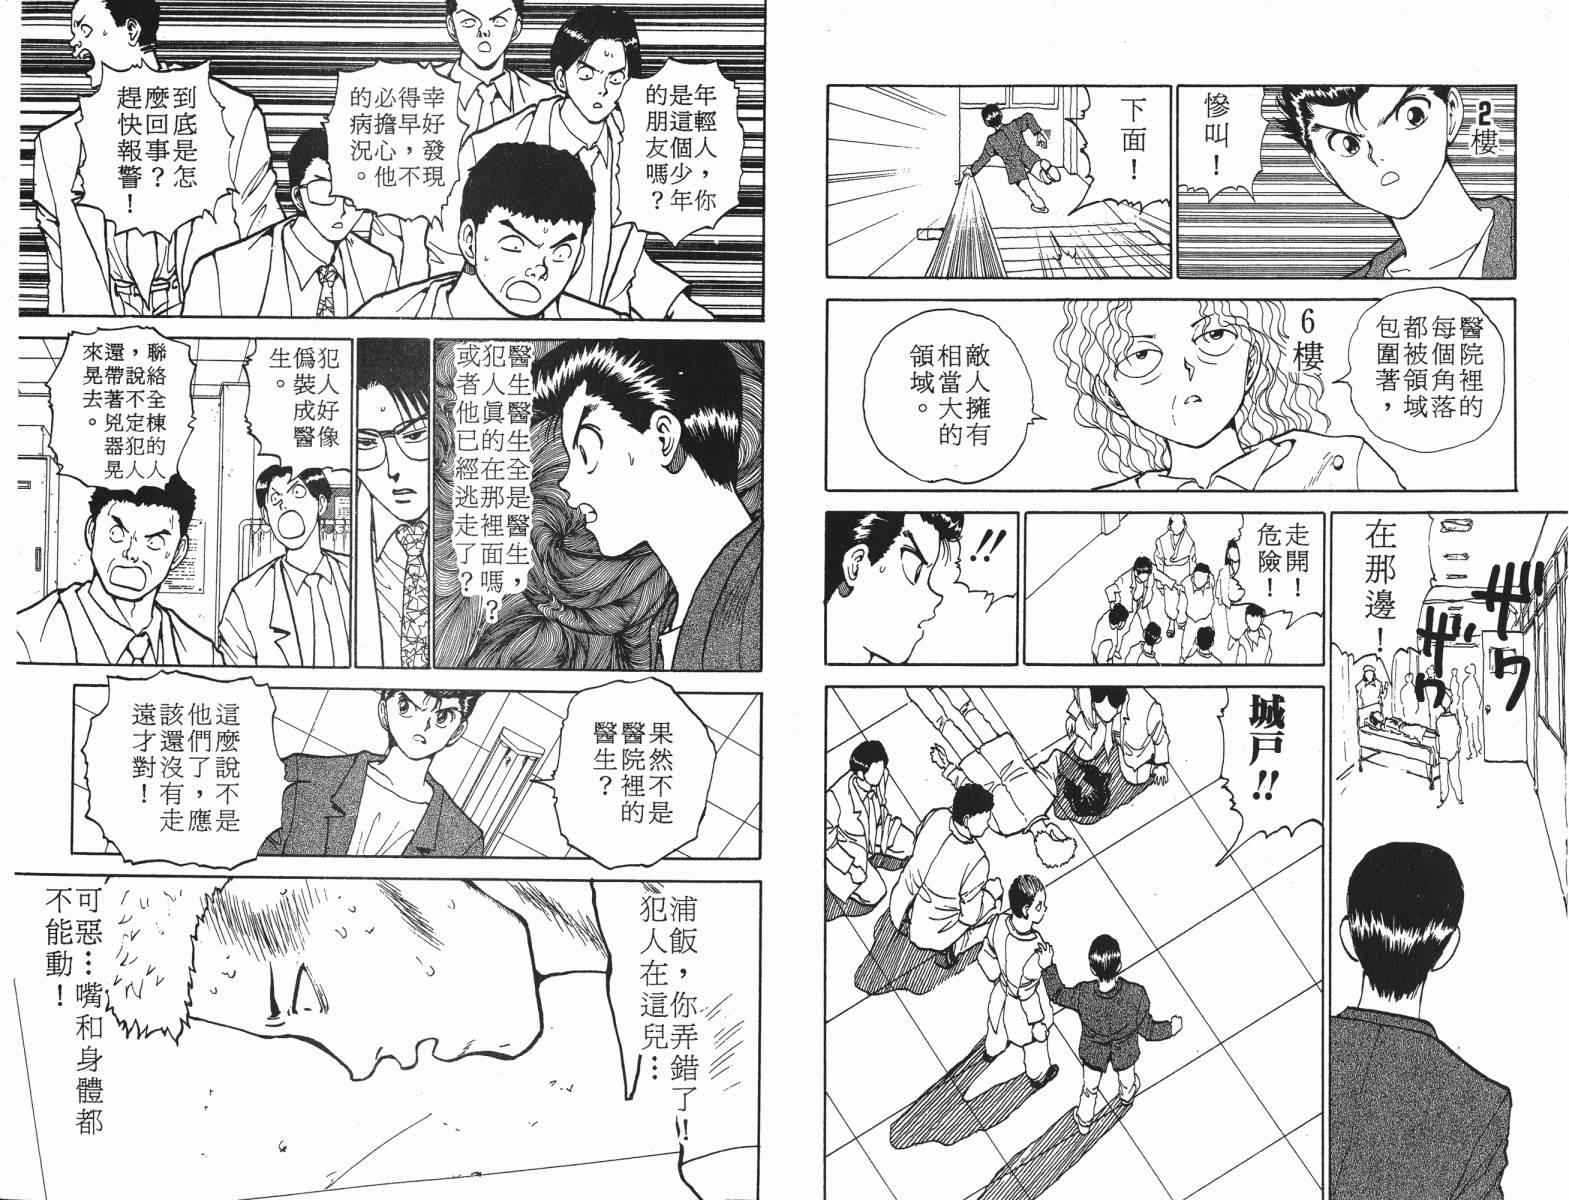 2樓
慘叫！
下面！
醫院裡的
每個角落
都被領域
包圍著，
6樓
敵人擁有
相當大的
領域。
在那邊！
ザワ
ザワ
走開！
危險！
!!
城戸!!
年輕人，你
是這個少年
的朋友嗎？
幸好發現
得早，不
必擔心他
的病況。
到底是怎
麼回事？
趕快報警！
醫生醫生全是醫生，
犯人真的在那裡面嗎？
或者他已經逃走了？
犯人好像
偽裝成醫
生。
聯絡全棟的人
，說不定犯人
還帶著兇器晃
來晃去。
果然不是
醫院裡的
醫生？
這麼說不是
他們了，應
該還沒有走
遠才對！
浦飯，你弄錯了！
犯人在這兒…
可惡…嘴和身體都
不能動！